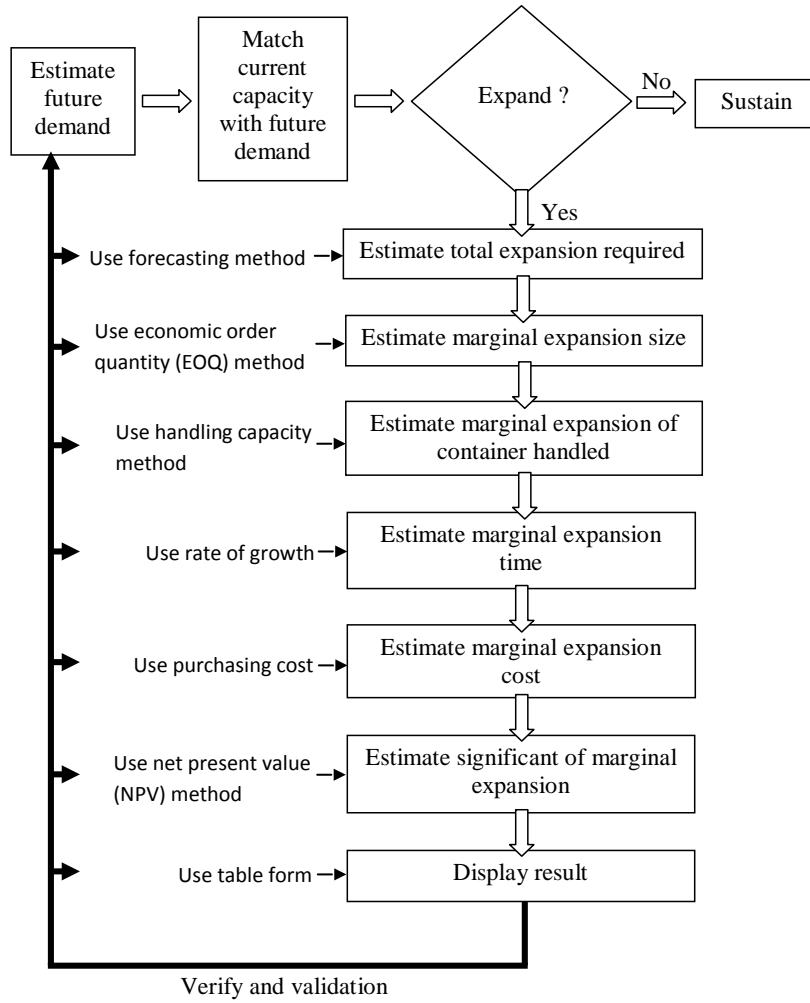 Estimate
future
demand
Match
current
capacity
with future
demand
Expand ?
No
Sustain
Yes
Use forecasting method
Estimate total expansion required
Use economic order
quantity (EOQ) method
Estimate marginal expansion size
Use handling capacity
method
Estimate marginal expansion of
container handled
Use rate of growth
Estimate marginal expansion
time
Use purchasing cost
Estimate marginal expansion
cost
Use net present value
(NPV) method
Estimate significant of marginal
expansion
Use table form
Display result
Verify and validation